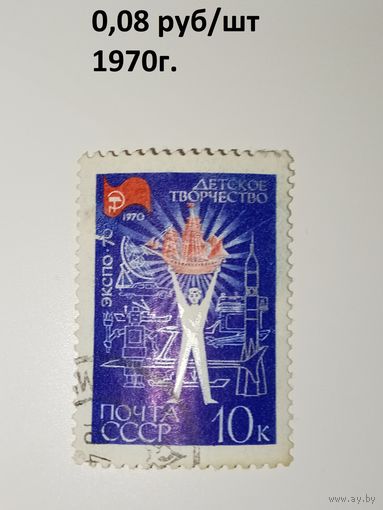 0,08 руб/шт
1970г.
ДЕТСКОЕ
ТВОРЧЕСТВО
1970
ЭКСПО·70
ПОЧТА
СССР
10к
www.ay.by